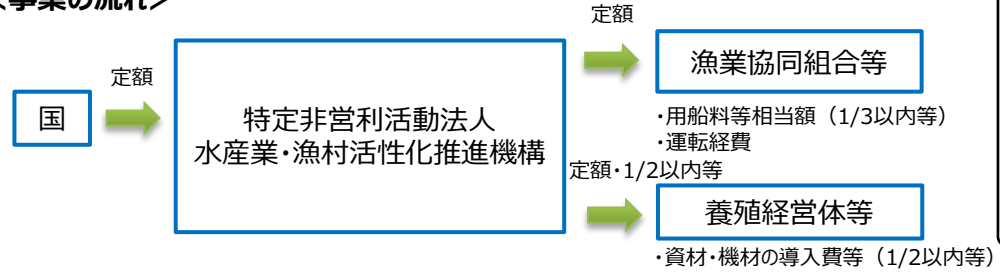 ＜事業の流れ＞
定額
国
定額
特定非営利活動法人
水産業・漁村活性化推進機構
漁業協同組合等
・用船料等相当額（1/3以内等）
・運転経費
定額・1/2以内等
養殖経営体等
・資材・機材の導入費等（1/2以内等）